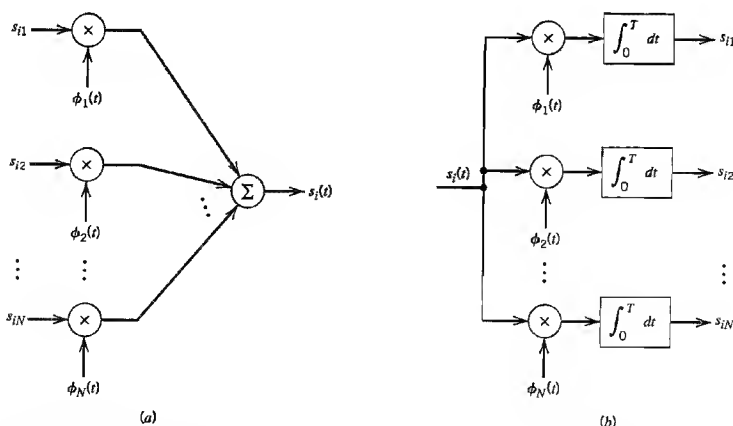 s_{i1}
×
ϕ_1(t)
s_{i2}
×
ϕ_2(t)
s_{iN}
×
ϕ_N(t)
Σ
s_i(t)
(a)
s_i(t)
×
ϕ_1(t)
∫_0^T dt
s_{i1}
×
ϕ_2(t)
∫_0^T dt
s_{i2}
×
ϕ_N(t)
∫_0^T dt
s_{iN}
(b)